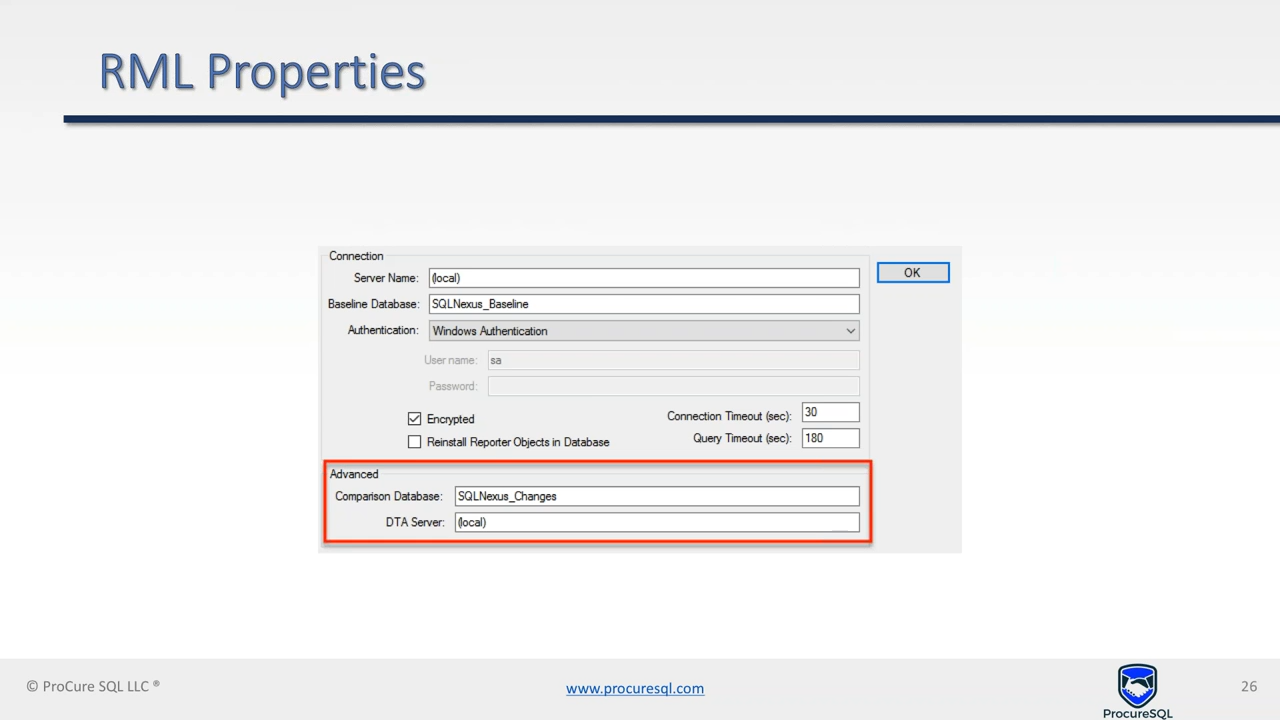 RML Properties
Connection
Server Name: (local)
OK
Baseline Database: SQLNexus_Baseline
Authentication: Windows Authentication
User name: sa
Password:
Encrypted
Connection Timeout (sec): 30
Reinstall Reporter Objects in Database
Query Timeout (sec): 180
Advanced
Comparison Database: SQLNexus_Changes
DTA Server: (local)
© ProCure SQL LLC ®
www.procuresql.com
ProcureSQL
26